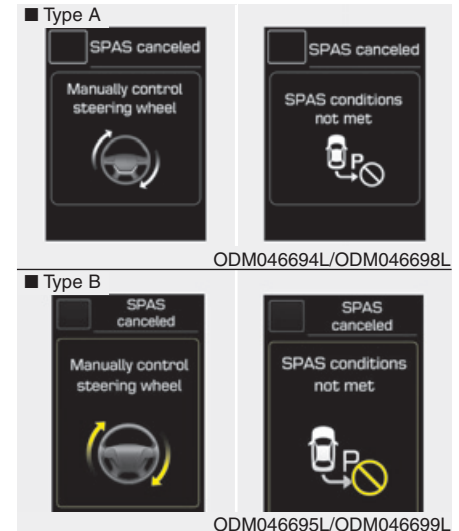 ■ Type A
SPAS canceled
Manually control
steering wheel
SPAS canceled
SPAS conditions
not met
P
ODM046694L/ODM046698L
■ Type B
SPAS
canceled
Manually control
steering wheel
SPAS
canceled
SPAS conditions
not met
P
ODM046695L/ODM046699L